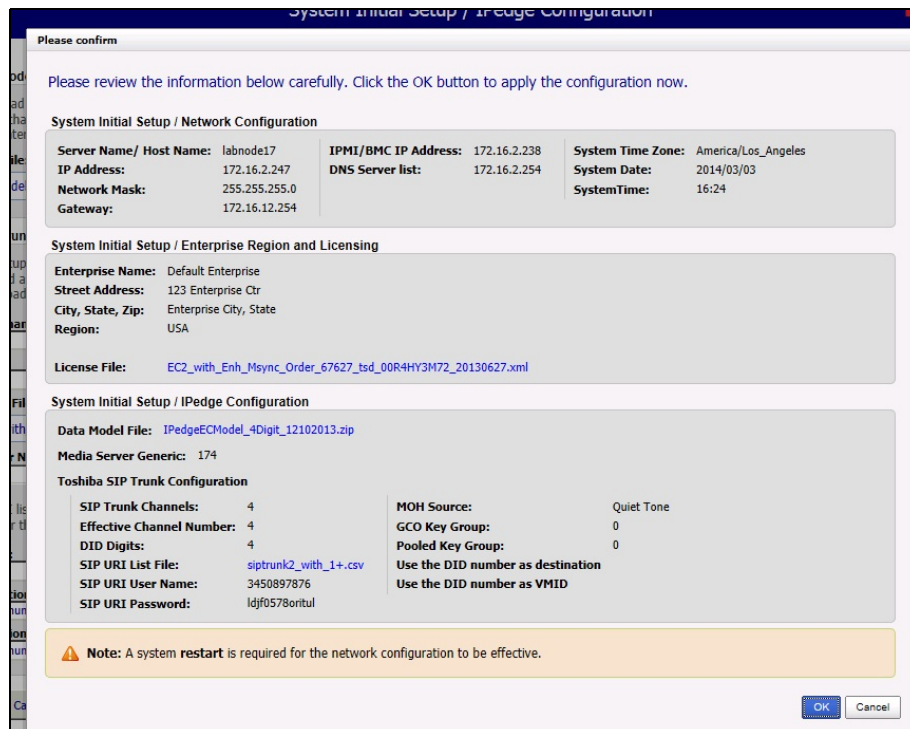 System Initial Setup / IPedge Configuration
Please confirm
Please review the information below carefully. Click the OK button to apply the configuration now.
System Initial Setup / Network Configuration
Server Name/ Host Name: labnode17
IP Address: 172.16.2.247
Network Mask: 255.255.255.0
Gateway: 172.16.12.254
IPMI/BMC IP Address: 172.16.2.238
DNS Server list: 172.16.2.254
System Time Zone: America/Los_Angeles
System Date: 2014/03/03
SystemTime: 16:24
System Initial Setup / Enterprise Region and Licensing
Enterprise Name: Default Enterprise
Street Address: 123 Enterprise Ctr
City, State, Zip: Enterprise City, State
Region: USA
License File: EC2_with_Enh_Msync_Order_67627_tsd_00R4HY3M72_20130627.xml
System Initial Setup / IPedge Configuration
Data Model File: IPedgeECModel_4Digit_12102013.zip
Media Server Generic: 174
Toshiba SIP Trunk Configuration
SIP Trunk Channels: 4
Effective Channel Number: 4
DID Digits: 4
SIP URI List File: siptrunk2_with_1+.csv
SIP URI User Name: 3450897876
SIP URI Password: ldjf0578oritul
MOH Source: Quiet Tone
GCO Key Group: 0
Pooled Key Group: 0
Use the DID number as destination
Use the DID number as VMID
Note: A system restart is required for the network configuration to be effective.
OK
Cancel